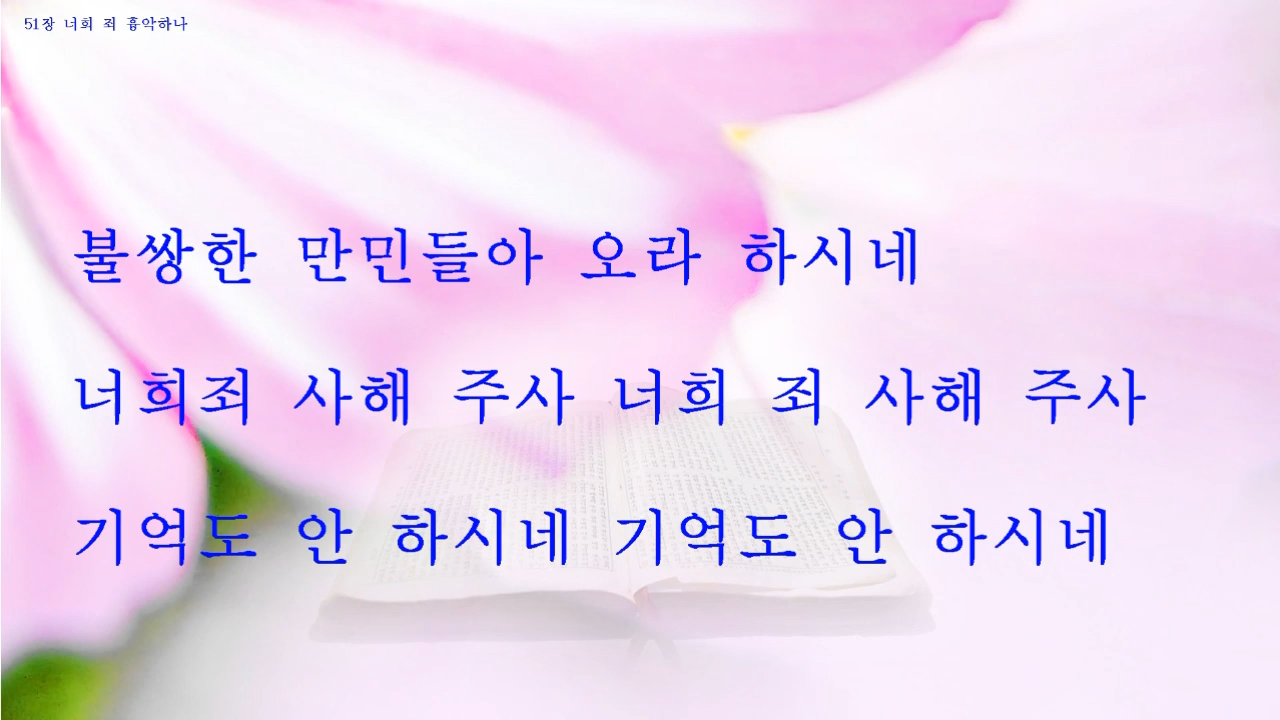 51장 너희 죄 흉악하나
불쌍한 만민들아 오라 하시네
너희죄 사해 주사 너희 죄 사해 주사
기억도 안 하시네 기억도 안 하시네